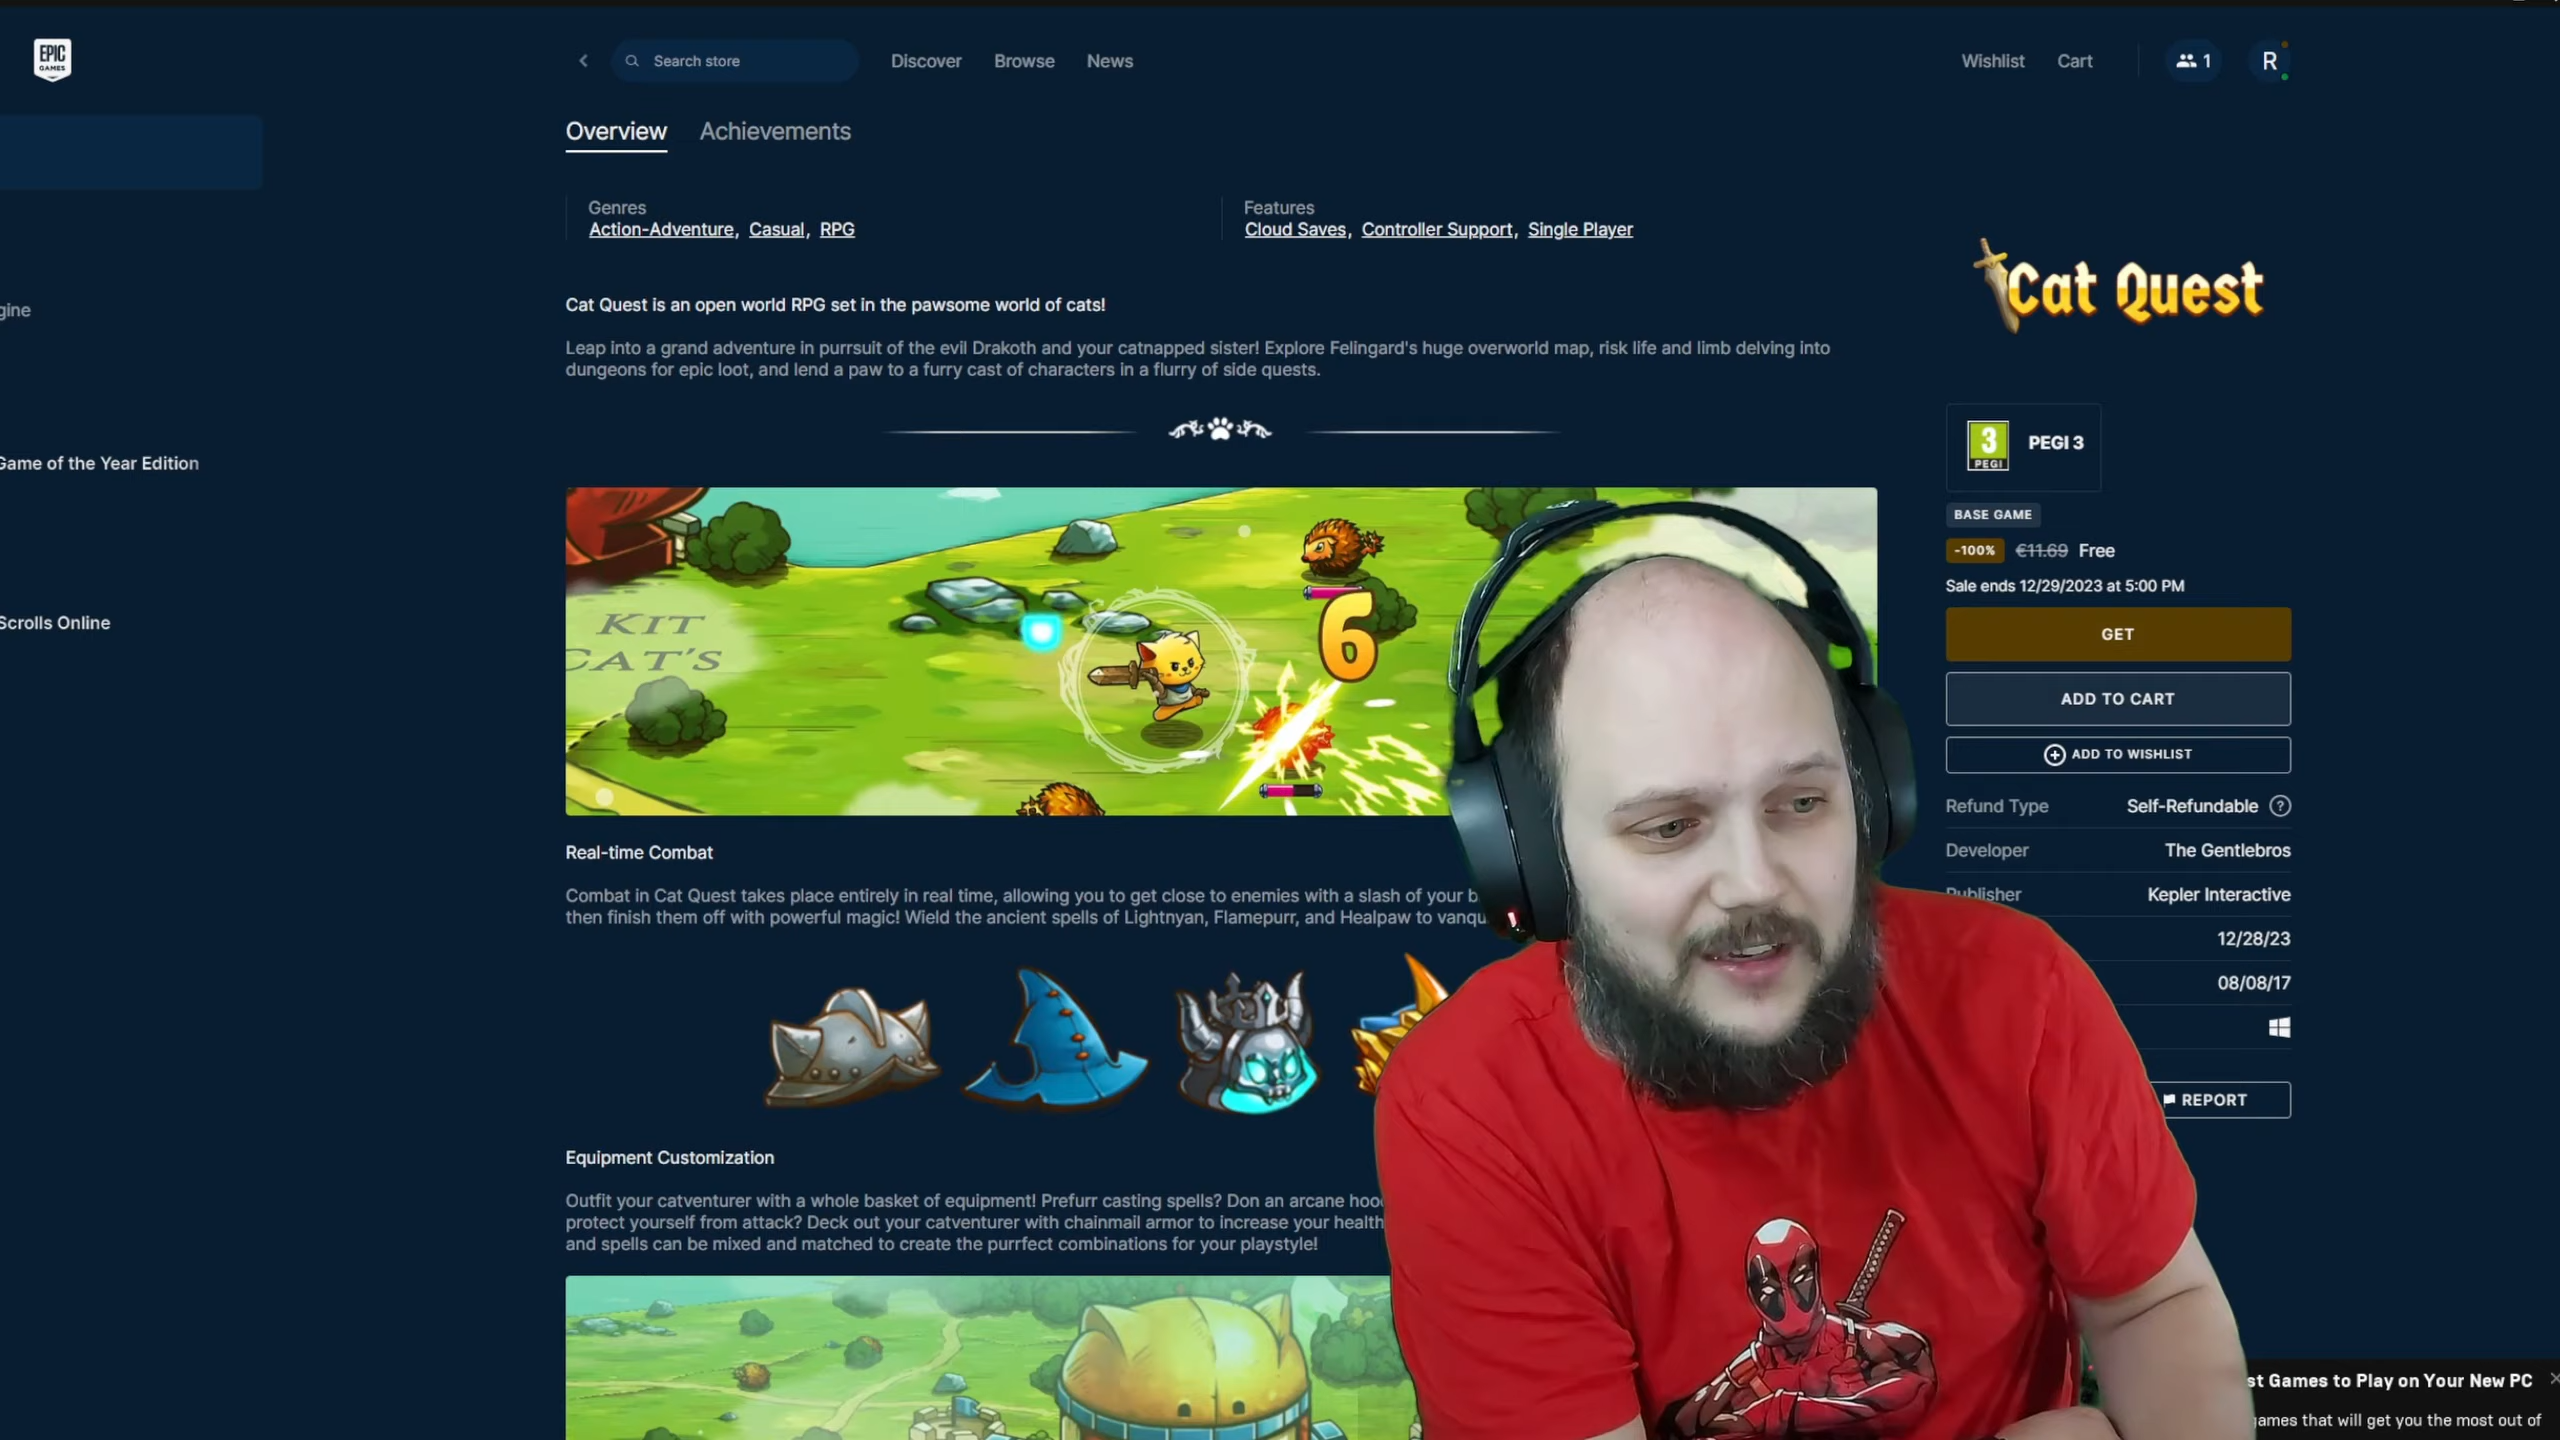 EPIC
GAMES
Search store
Discover
Browse
News
Wishlist
Cart
1
R
Overview
Achievements
Genres
Action-Adventure, Casual, RPG
Features
Cloud Saves, Controller Support, Single Player
Cat Quest is an open world RPG set in the pawsome world of cats!
Leap into a grand adventure in purrsuit of the evil Drakoth and your catnapped sister! Explore Felingard's huge overworld map, risk life and limb delving into
dungeons for epic loot, and lend a paw to a furry cast of characters in a flurry of side quests.
gine
Game of the Year Edition
Scrolls Online
KIT
CAT'S
6
Real-time Combat
Combat in Cat Quest takes place entirely in real time, allowing you to get close to enemies with a slash of your b
then finish them off with powerful magic! Wield the ancient spells of Lightnyan, Flamepurr, and Healpaw to vanqu
Equipment Customization
Outfit your catventurer with a whole basket of equipment! Prefurr casting spells? Don an arcane hood
protect yourself from attack? Deck out your catventurer with chainmail armor to increase your health
and spells can be mixed and matched to create the purrfect combinations for your playstyle!
Cat Quest
3
PEGI
PEGI 3
BASE GAME
-100% €11.69 Free
Sale ends 12/29/2023 at 5:00 PM
GET
ADD TO CART
ADD TO WISHLIST
Refund Type Self-Refundable ?
Developer The Gentlebros
Publisher Kepler Interactive
12/28/23
08/08/17
REPORT
st Games to Play on Your New PC
games that will get you the most out of